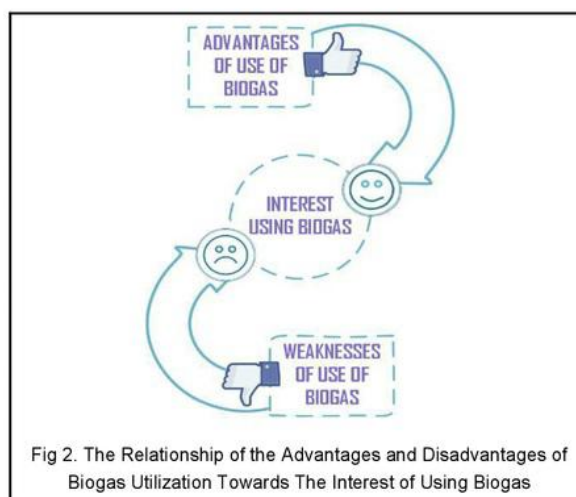 ADVANTAGES
OF USE OF
BIOGAS
INTEREST
USING BIOGAS
WEAKNESSES
OF USE OF
BIOGAS
Fig 2. The Relationship of the Advantages and Disadvantages of
Biogas Utilization Towards The Interest of Using Biogas